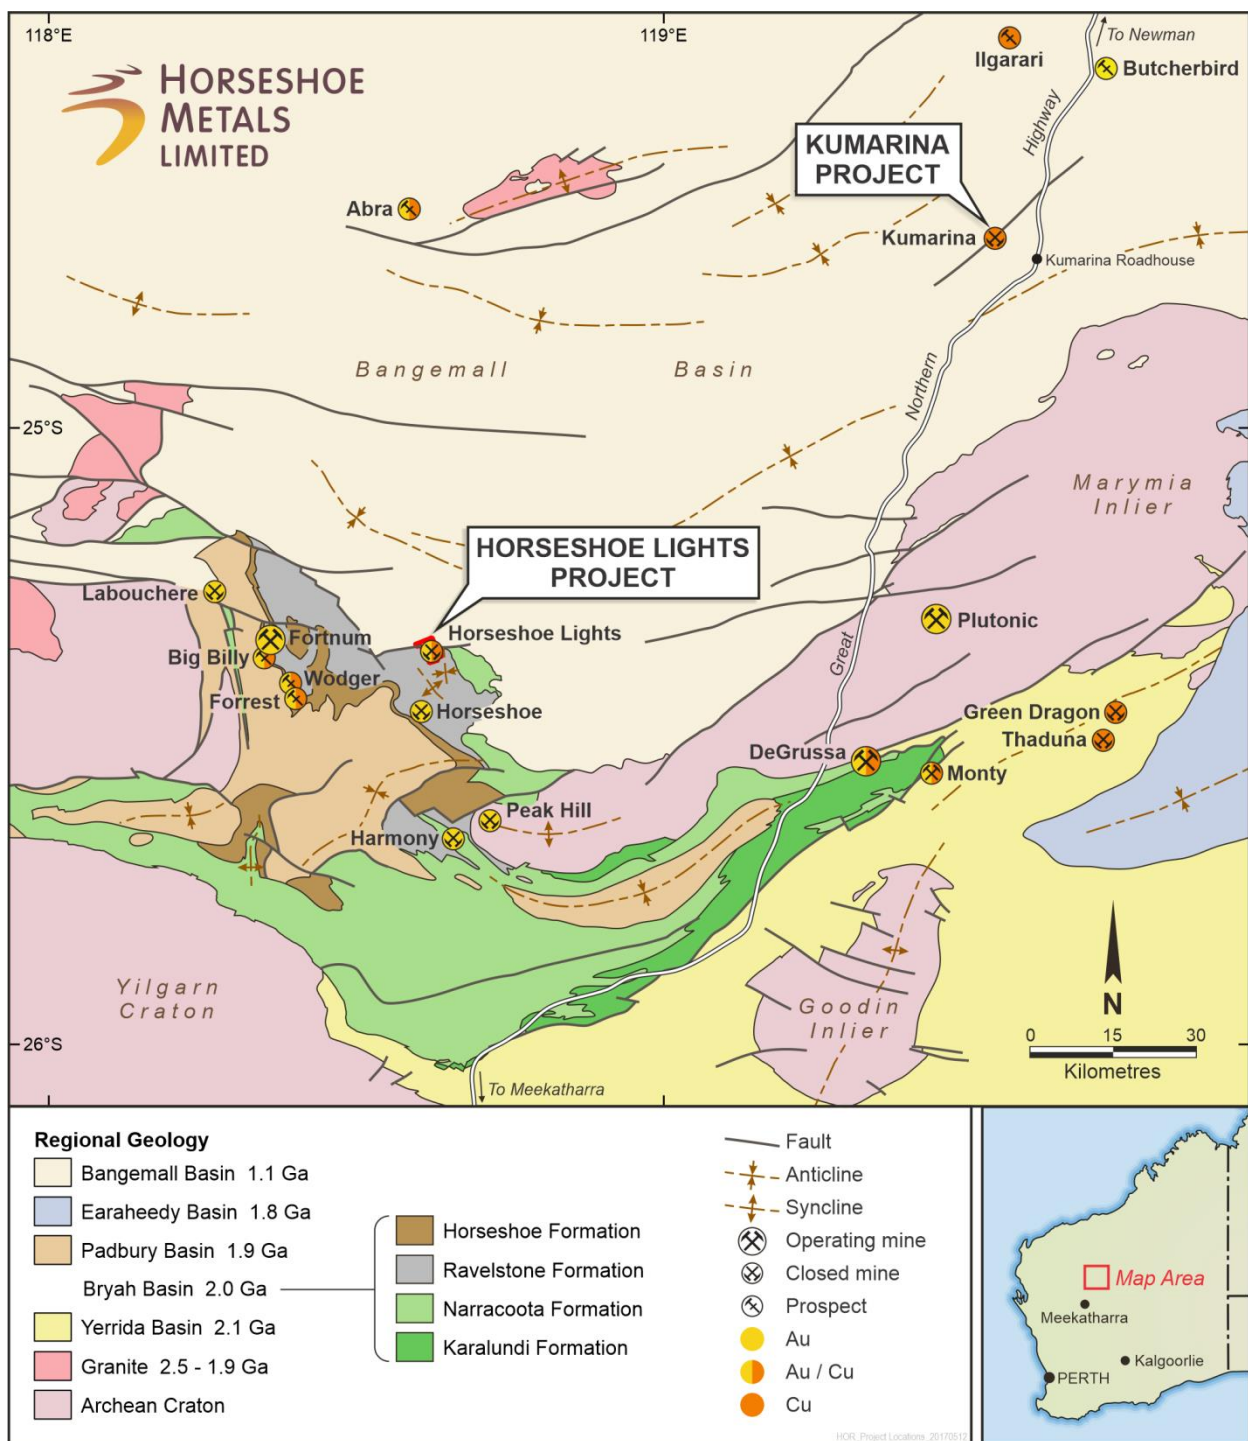 118°E
119°E
To Newman
HORSESHOE
METALS
LIMITED
Ilgarari
Butcherbird
Highway
KUMARINA
PROJECT
Abra
Kumarina
Kumarina Roadhouse
Bangemall Basin
Northern
25°S
Marymia
Inlier
HORSESHOE LIGHTS
PROJECT
Labouchere
Fortnum
Horseshoe Lights
Plutonic
Big Billy
Wodger
Great
Forrest
Horseshoe
Green Dragon
Thaduna
DeGrussa
Monty
Peak Hill
Harmony
Yilgarn
Craton
Goodin
Inlier
N
26°S
0 15 30
Kilometres
To Meekatharra
Regional Geology
Bangemall Basin 1.1 Ga
Earaheedy Basin 1.8 Ga
Padbury Basin 1.9 Ga
Bryah Basin 2.0 Ga
Yerrida Basin 2.1 Ga
Granite 2.5 - 1.9 Ga
Archean Craton
Horseshoe Formation
Ravelstone Formation
Narracoota Formation
Karalundi Formation
Fault
Anticline
Syncline
Operating mine
Closed mine
Prospect
Au
Au / Cu
Cu
HOR_Project Locations_20170512
Map Area
Meekatharra
Kalgoorlie
PERTH